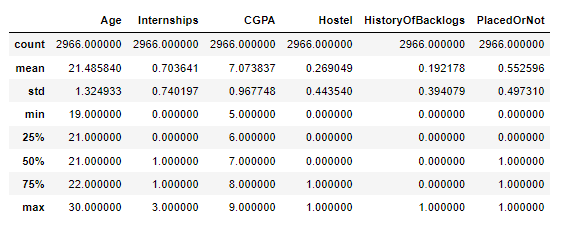 Age Internships CGPA Hostel HistoryOfBacklogs PlacedOrNot
count 2966.000000 2966.000000 2966.000000 2966.000000 2966.000000 2966.000000
mean 21.485840 0.703641 7.073837 0.269049 0.192178 0.552596
std 1.324933 0.740197 0.967748 0.443540 0.394079 0.497310
min 19.000000 0.000000 5.000000 0.000000 0.000000 0.000000
25% 21.000000 0.000000 6.000000 0.000000 0.000000 0.000000
50% 21.000000 1.000000 7.000000 0.000000 0.000000 1.000000
75% 22.000000 1.000000 8.000000 1.000000 0.000000 1.000000
max 30.000000 3.000000 9.000000 1.000000 1.000000 1.000000